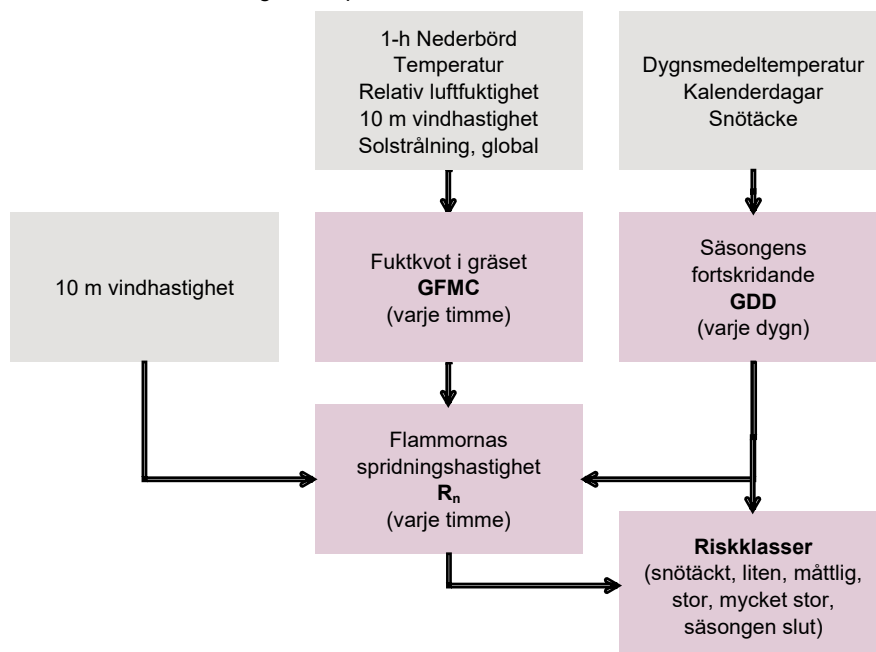 1-h Nederbörd
Temperatur
Relativ luftfuktighet
10 m vindhastighet
Solstrålning, global
Dygnsmedeltemperatur
Kalenderdagar
Snötäcke
10 m vindhastighet
Fuktkvot i gräset
GFMC
(varje timme)
Säsongens
fortskridande
GDD
(varje dygn)
Flammornas
spridningshastighet
Rₙ
(varje timme)
Riskklasser
(snötäckt, liten, måttlig,
stor, mycket stor,
säsongen slut)